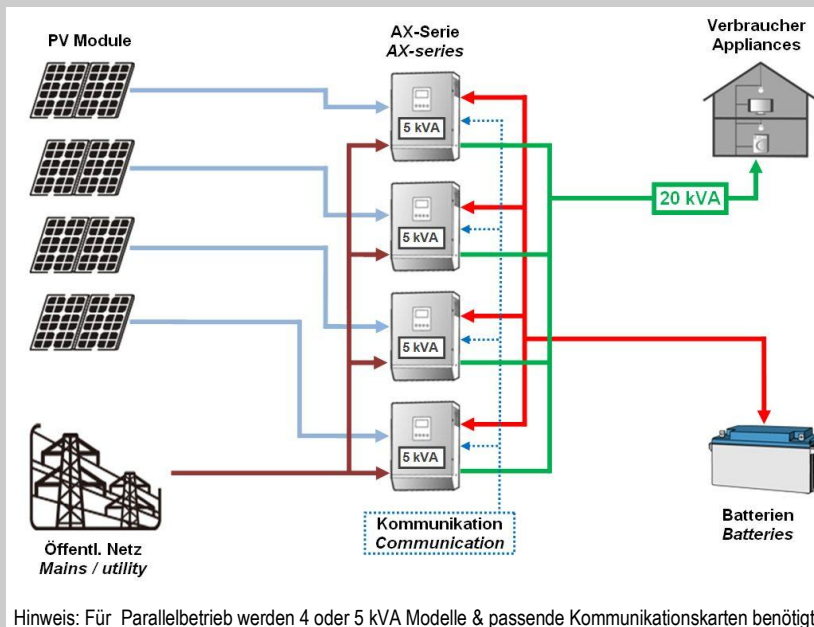 PV Module
AX-Serie
AX-series
Verbraucher
Appliances
5 kVA
5 kVA
20 kVA
5 kVA
5 kVA
Kommunikation
Communication
Öffentl. Netz
Mains / utility
Batterien
Batteries
Hinweis: Für Parallelbetrieb werden 4 oder 5 kVA Modelle & passende Kommunikationskarten benötigt